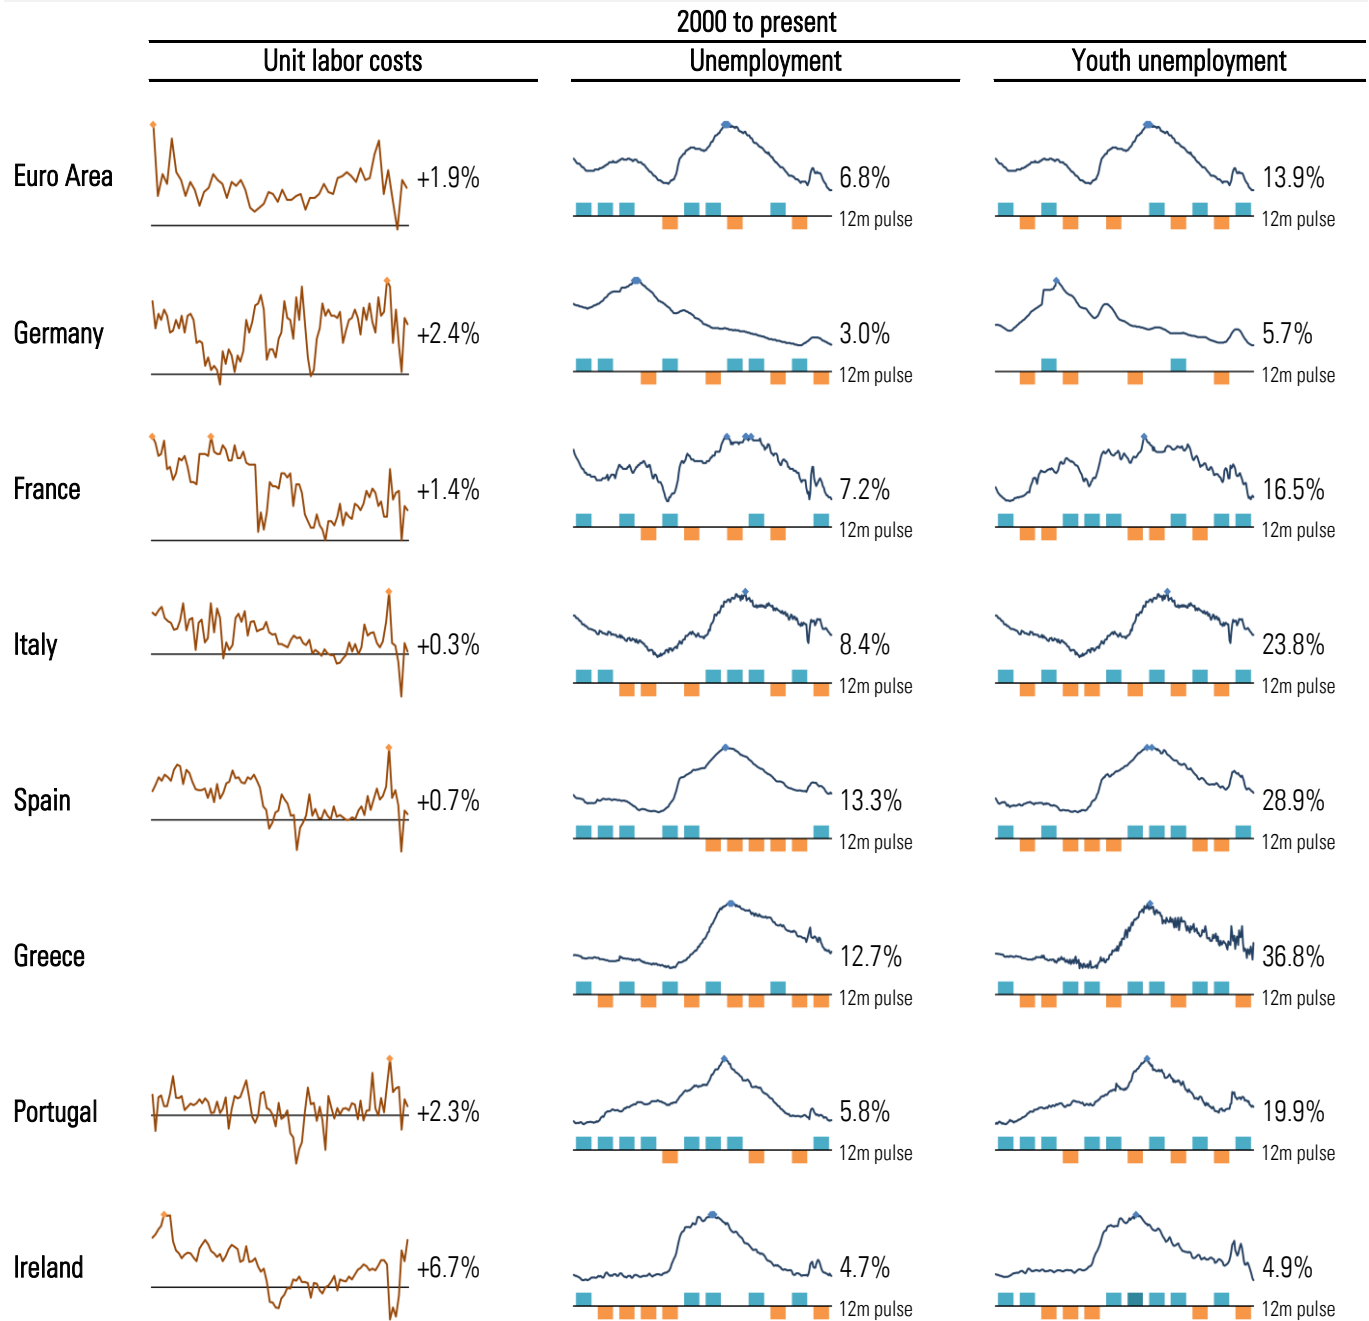 2000 to present
Unit labor costs Unemployment Youth unemployment
Euro Area +1.9% 6.8% 13.9%
12m pulse 12m pulse
Germany +2.4% 3.0% 5.7%
12m pulse 12m pulse
France +1.4% 7.2% 16.5%
12m pulse 12m pulse
Italy +0.3% 8.4% 23.8%
12m pulse 12m pulse
Spain +0.7% 13.3% 28.9%
12m pulse 12m pulse
Greece 12.7% 36.8%
12m pulse 12m pulse
Portugal +2.3% 5.8% 19.9%
12m pulse 12m pulse
Ireland +6.7% 4.7% 4.9%
12m pulse 12m pulse